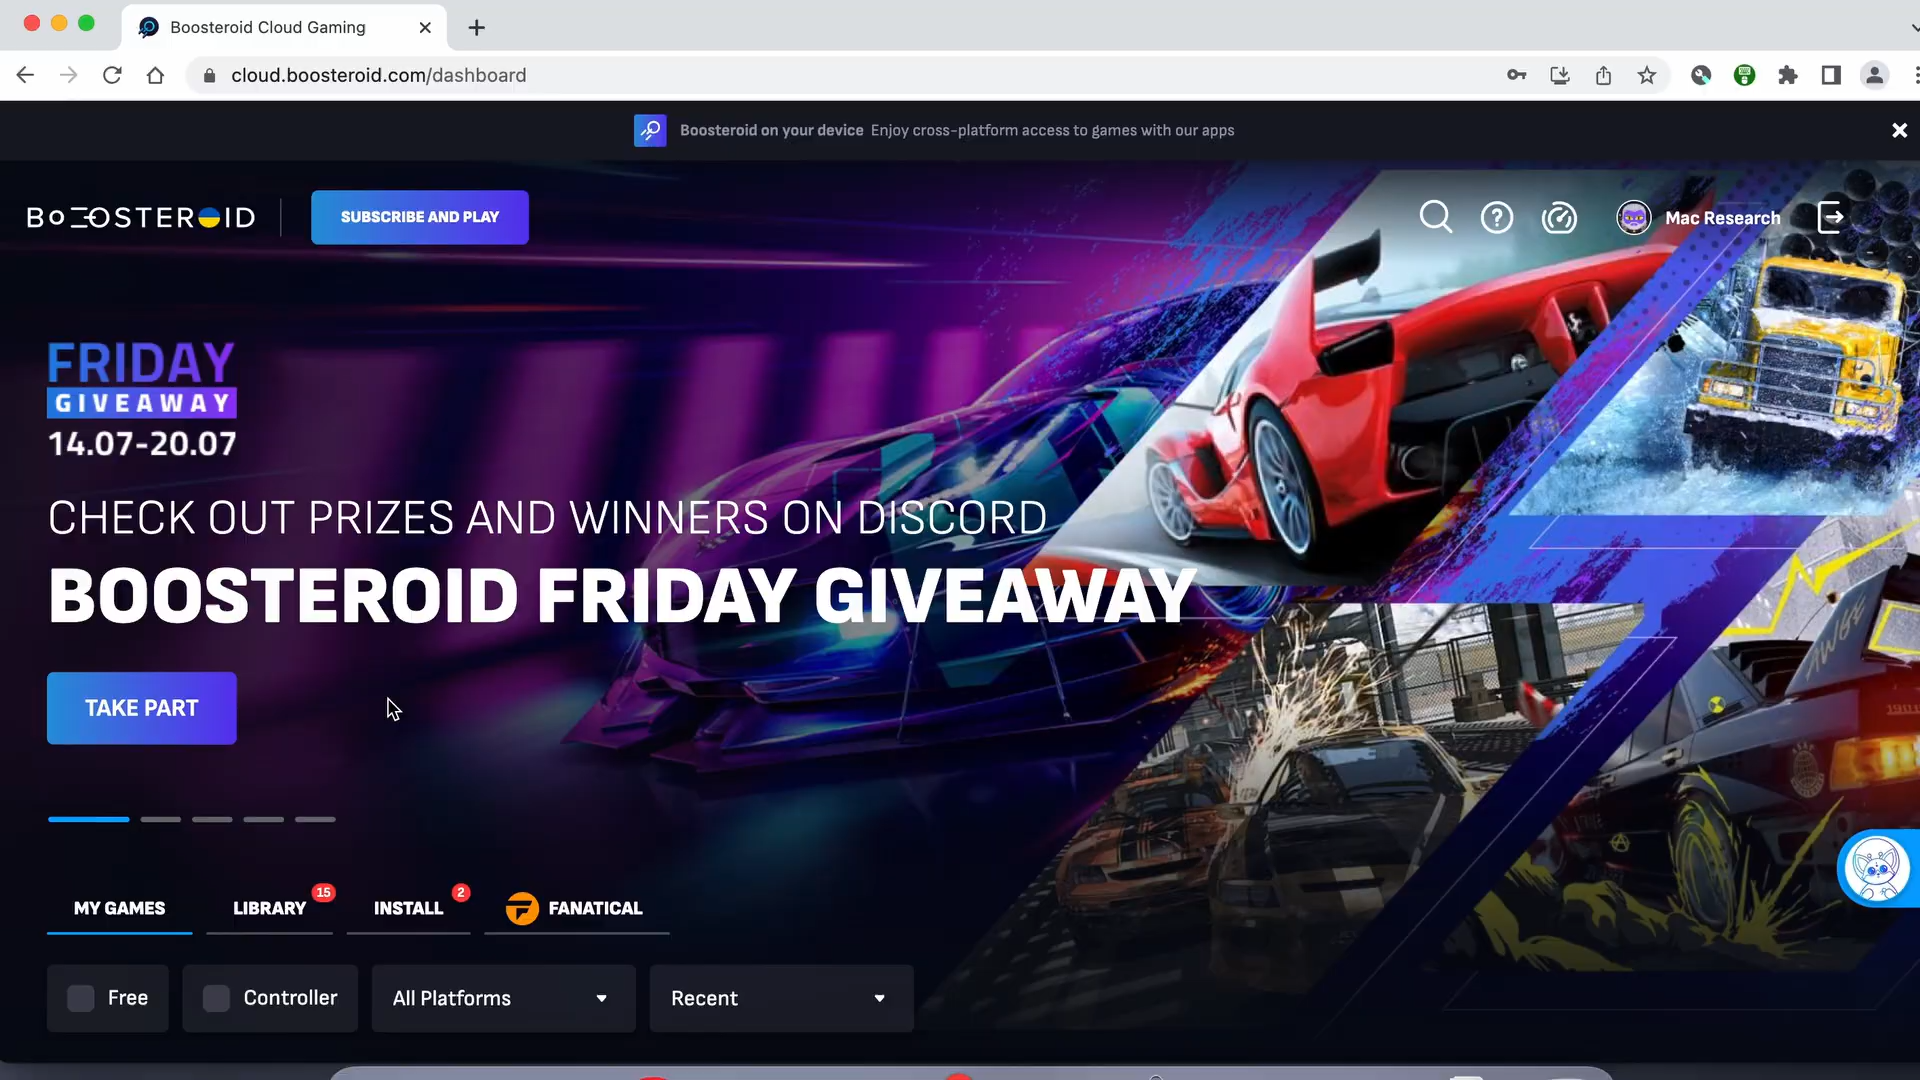 Boosteroid Cloud Gaming
cloud.boosteroid.com/dashboard
Boosteroid on your device Enjoy cross-platform access to games with our apps
BOOSTEROID
SUBSCRIBE AND PLAY
Mac Research
FRIDAY
GIVEAWAY
14.07-20.07
CHECK OUT PRIZES AND WINNERS ON DISCORD
BOOSTEROID FRIDAY GIVEAWAY
TAKE PART
MY GAMES
LIBRARY 15
INSTALL 2
FANATICAL
Free
Controller
All Platforms
Recent